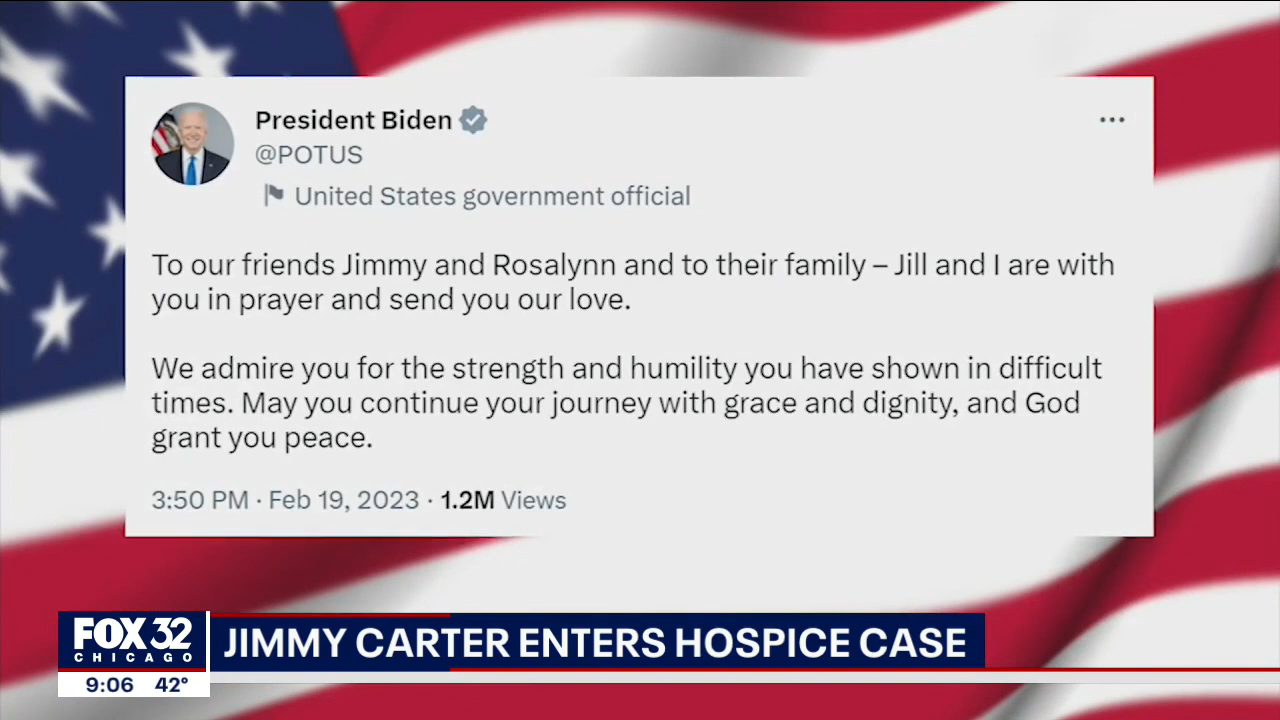 President Biden
@POTUS
United States government official
To our friends Jimmy and Rosalynn and to their family – Jill and I are with
you in prayer and send you our love.
We admire you for the strength and humility you have shown in difficult
times. May you continue your journey with grace and dignity, and God
grant you peace.
3:50 PM · Feb 19, 2023 · 1.2M Views
FOX 32
CHICAGO
JIMMY CARTER ENTERS HOSPICE CASE
9:06 42°